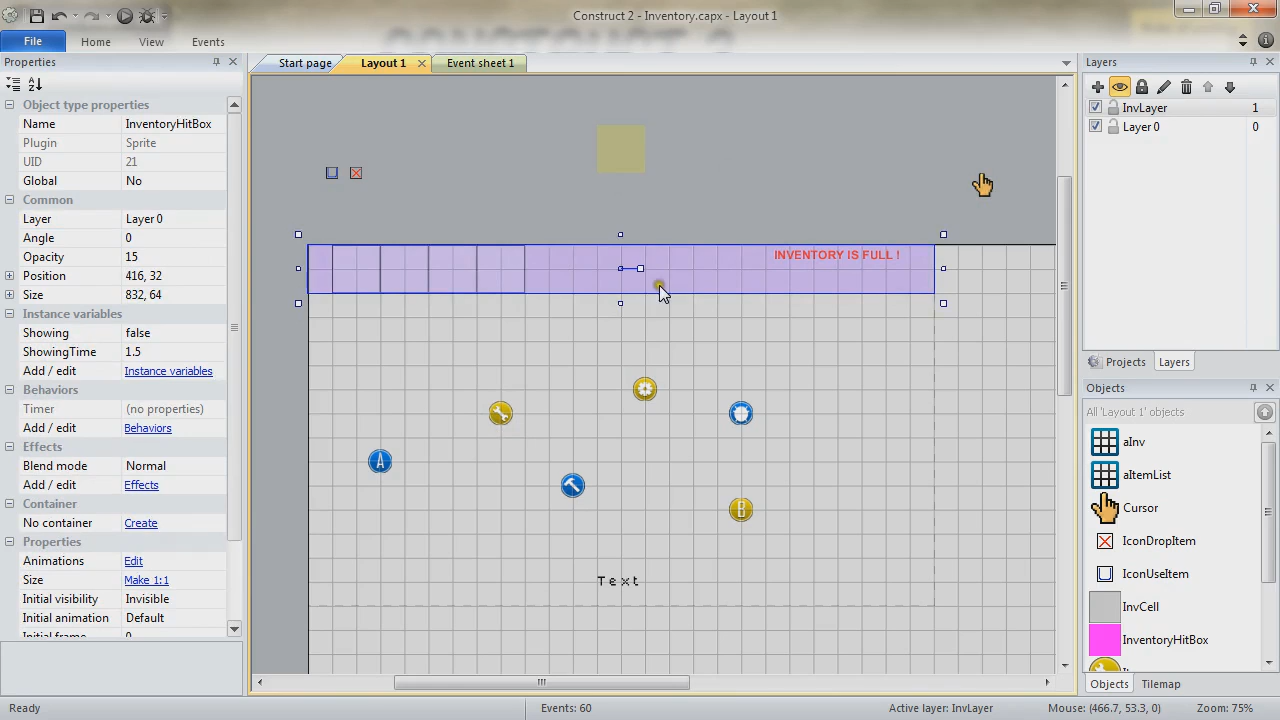 Construct 2 - Inventory.capx - Layout 1
File
Home
View
Events
Properties
Start page
Layout 1
Event sheet 1
Layers
Object type properties
Name InventoryHitBox
Plugin Sprite
UID 21
Global No
Common
Layer Layer 0
Angle 0
Opacity 15
Position 416, 32
Size 832, 64
Instance variables
Showing false
ShowingTime 1.5
Add / edit Instance variables
Behaviors
Timer (no properties)
Add / edit Behaviors
Effects
Blend mode Normal
Add / edit Effects
Container
No container Create
Properties
Animations Edit
Size Make 1:1
Initial visibility Invisible
Initial animation Default
Initial frame 0
INVENTORY IS FULL !
A
B
Text
InvLayer 1
Layer 0 0
Projects
Layers
Objects
All 'Layout 1' objects
aInv
aItemList
Cursor
IconDropItem
IconUseItem
InvCell
InventoryHitBox
Objects
Tilemap
Ready
Events: 60
Active layer: InvLayer
Mouse: (466.7, 53.3, 0)
Zoom: 75%